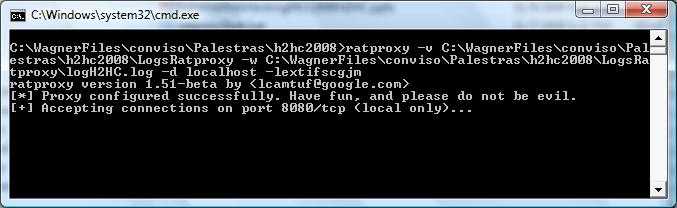 C:\Windows\system32\cmd.exe
C:\WagnerFiles\conviso\Palestras\h2hc2008>ratproxy -v C:\WagnerFiles\conviso\Pal
estras\h2hc2008\LogsRatproxy -w C:\WagnerFiles\conviso\Palestras\h2hc2008\LogsRa
tproxy\logH2HC.log -d localhost -lextifscgjm
ratproxy version 1.51-beta by <lcamtuf@google.com>
[*] Proxy configured successfully. Have fun, and please do not be evil.
[+] Accepting connections on port 8080/tcp (local only)...